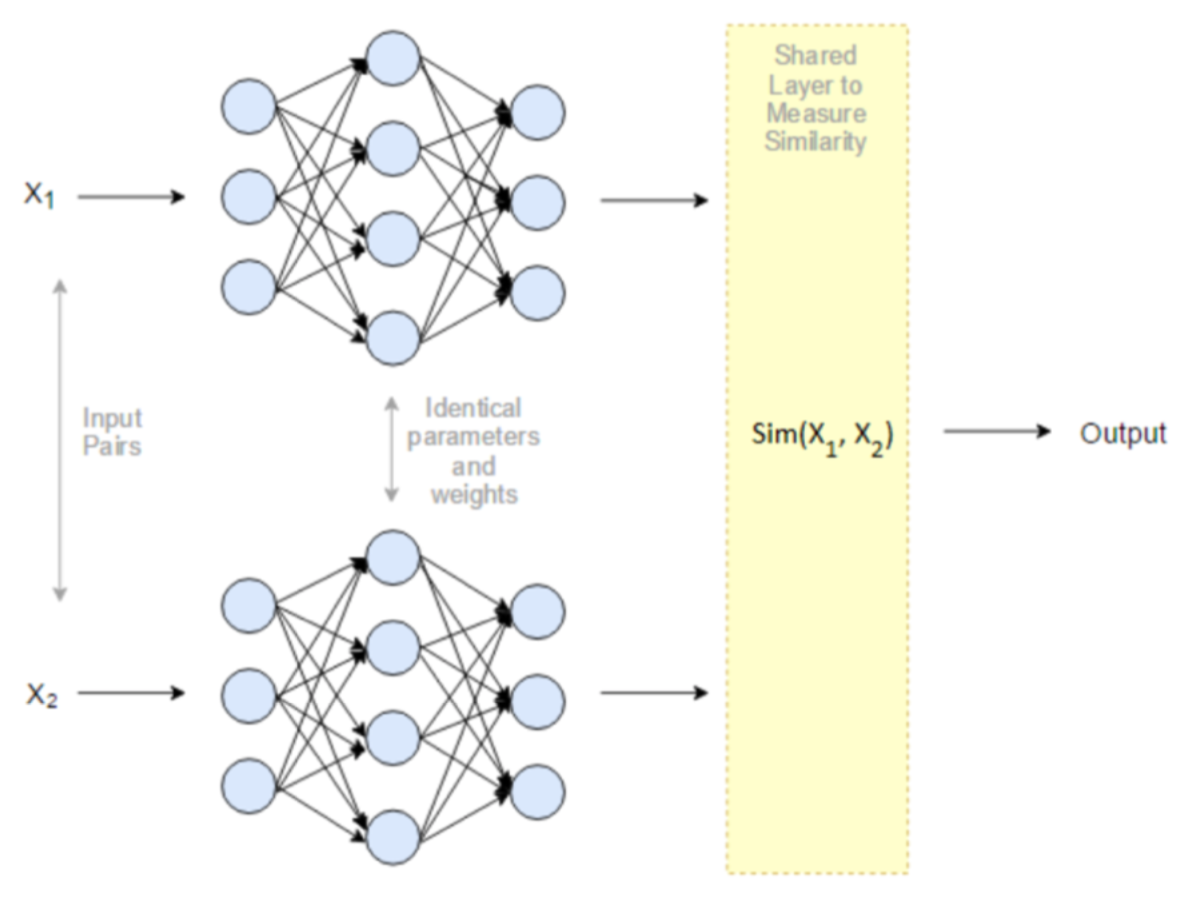 Shared
Layer to
Measure
Similarity
X₁
Input
Pairs
Identical
parameters
and
weights
Sim(X₁, X₂)
Output
X₂